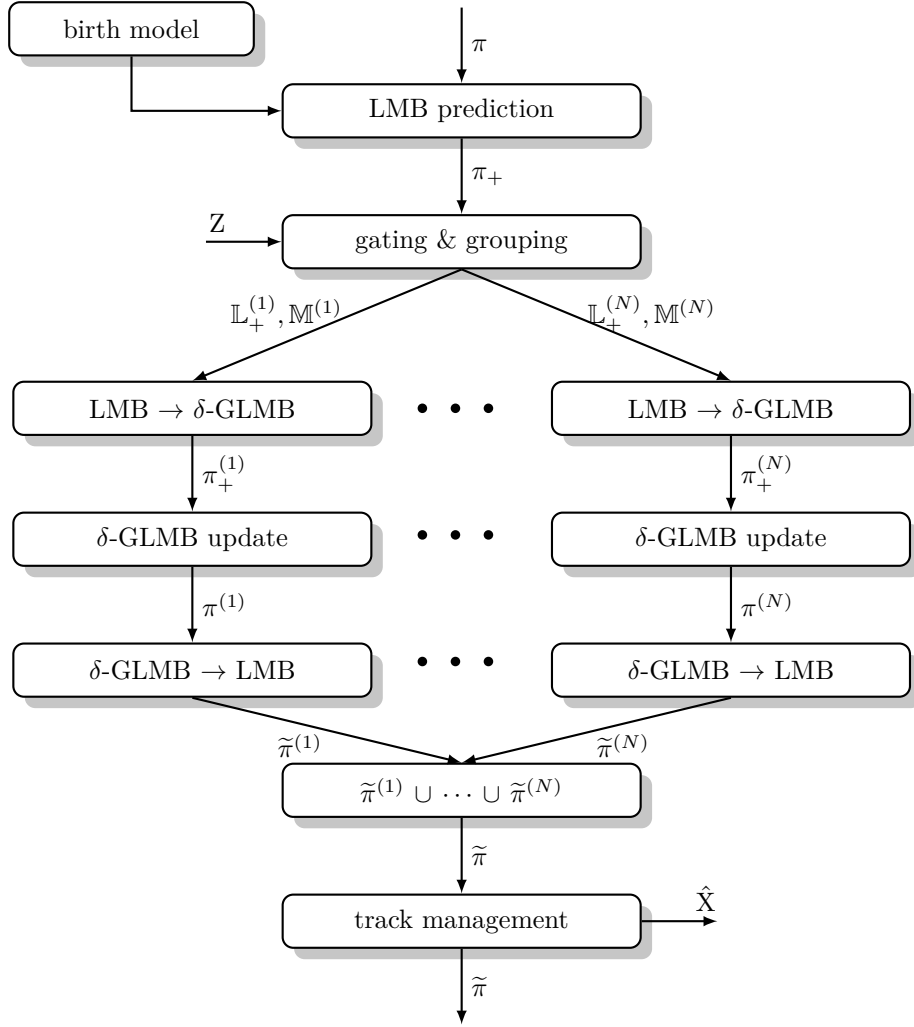 birth model
π
LMB prediction
π₊
Z
gating & grouping
𝕃₊⁽¹⁾, 𝕄⁽¹⁾
𝕃₊⁽ᴺ⁾, 𝕄⁽ᴺ⁾
LMB → δ-GLMB
• • •
LMB → δ-GLMB
π₊⁽¹⁾
π₊⁽ᴺ⁾
δ-GLMB update
• • •
δ-GLMB update
π⁽¹⁾
π⁽ᴺ⁾
δ-GLMB → LMB
• • •
δ-GLMB → LMB
π̃⁽¹⁾
π̃⁽ᴺ⁾
π̃⁽¹⁾ ∪ ⋯ ∪ π̃⁽ᴺ⁾
π̃
track management
X̂
π̃